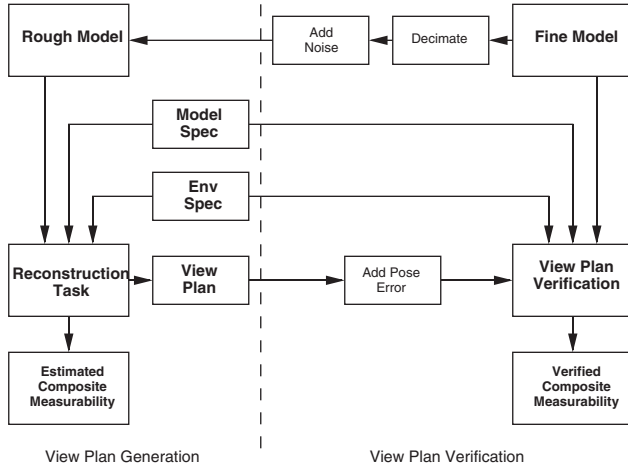 Rough Model
Add
Noise
Decimate
Fine Model
Model
Spec
Env
Spec
Reconstruction
Task
View
Plan
Add Pose
Error
View Plan
Verification
Estimated
Composite
Measurability
Verified
Composite
Measurability
View Plan Generation
View Plan Verification